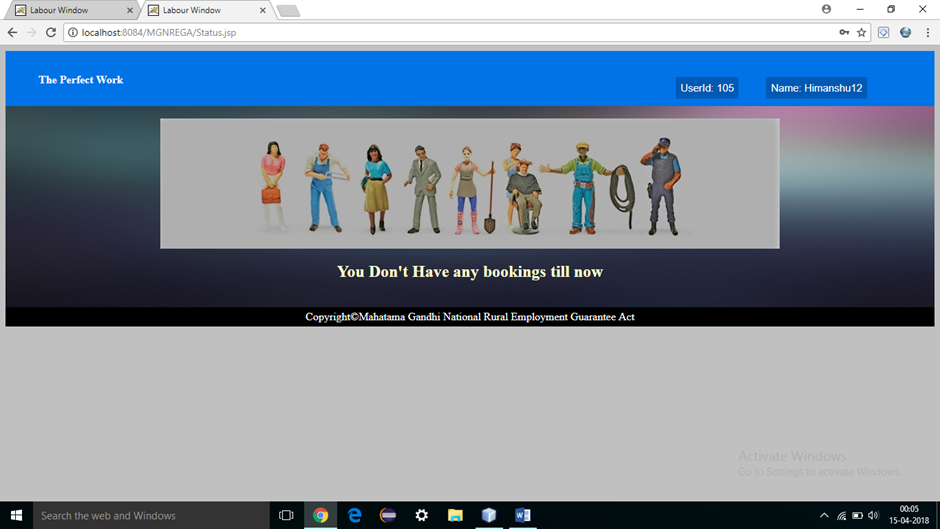 Labour Window
Labour Window
localhost:8084/MGNREGA/Status.jsp
The Perfect Work
UserId: 105
Name: Himanshu12
You Don't Have any bookings till now
Copyright©Mahatama Gandhi National Rural Employment Guarantee Act
Activate Windows
Go to Settings to activate Windows.
Search the web and Windows
00:05
15-04-2018